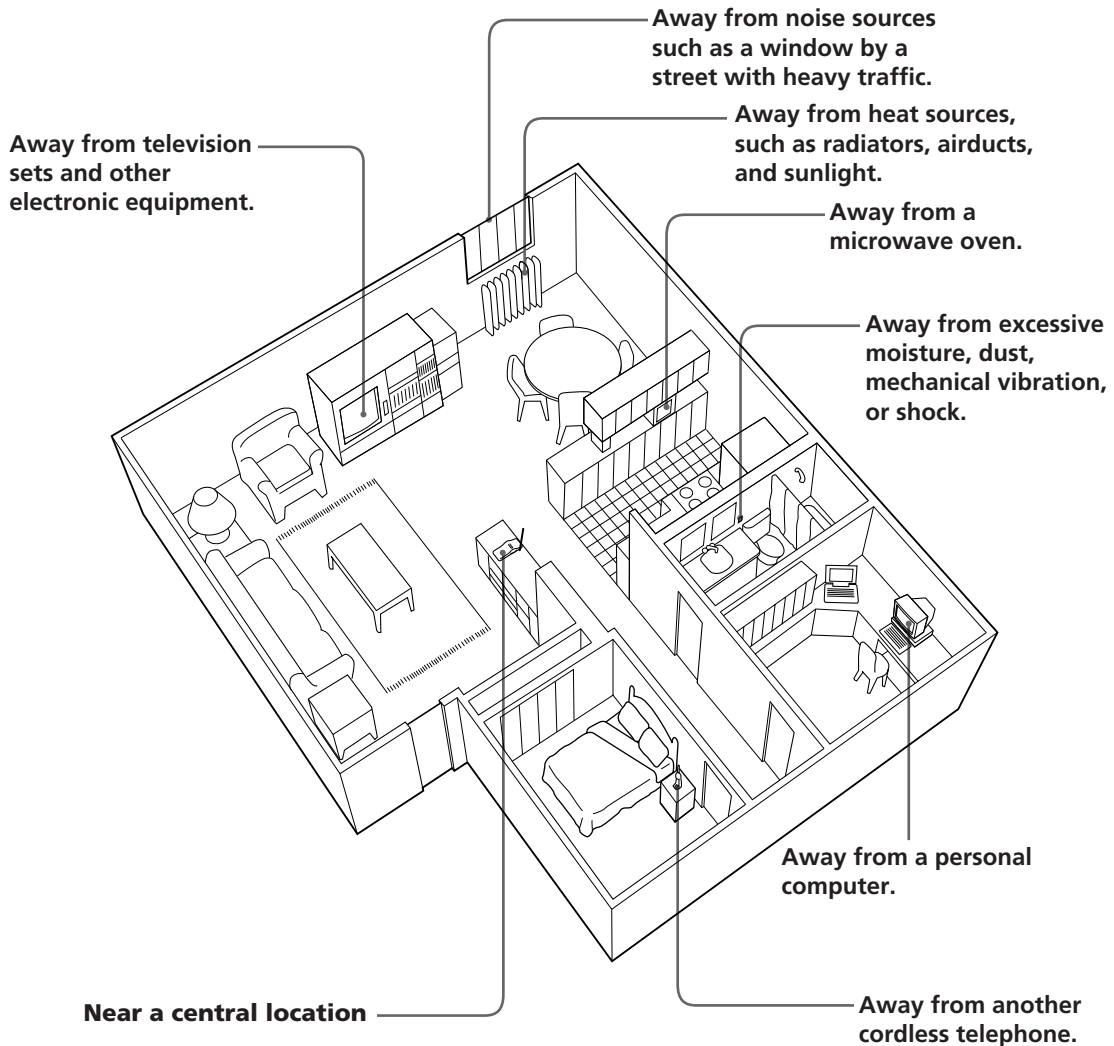 Away from noise sources
such as a window by a
street with heavy traffic.
Away from heat sources,
such as radiators, airducts,
and sunlight.
Away from television
sets and other
electronic equipment.
Away from a
microwave oven.
Away from excessive
moisture, dust,
mechanical vibration,
or shock.
Away from a personal
computer.
Near a central location
Away from another
cordless telephone.